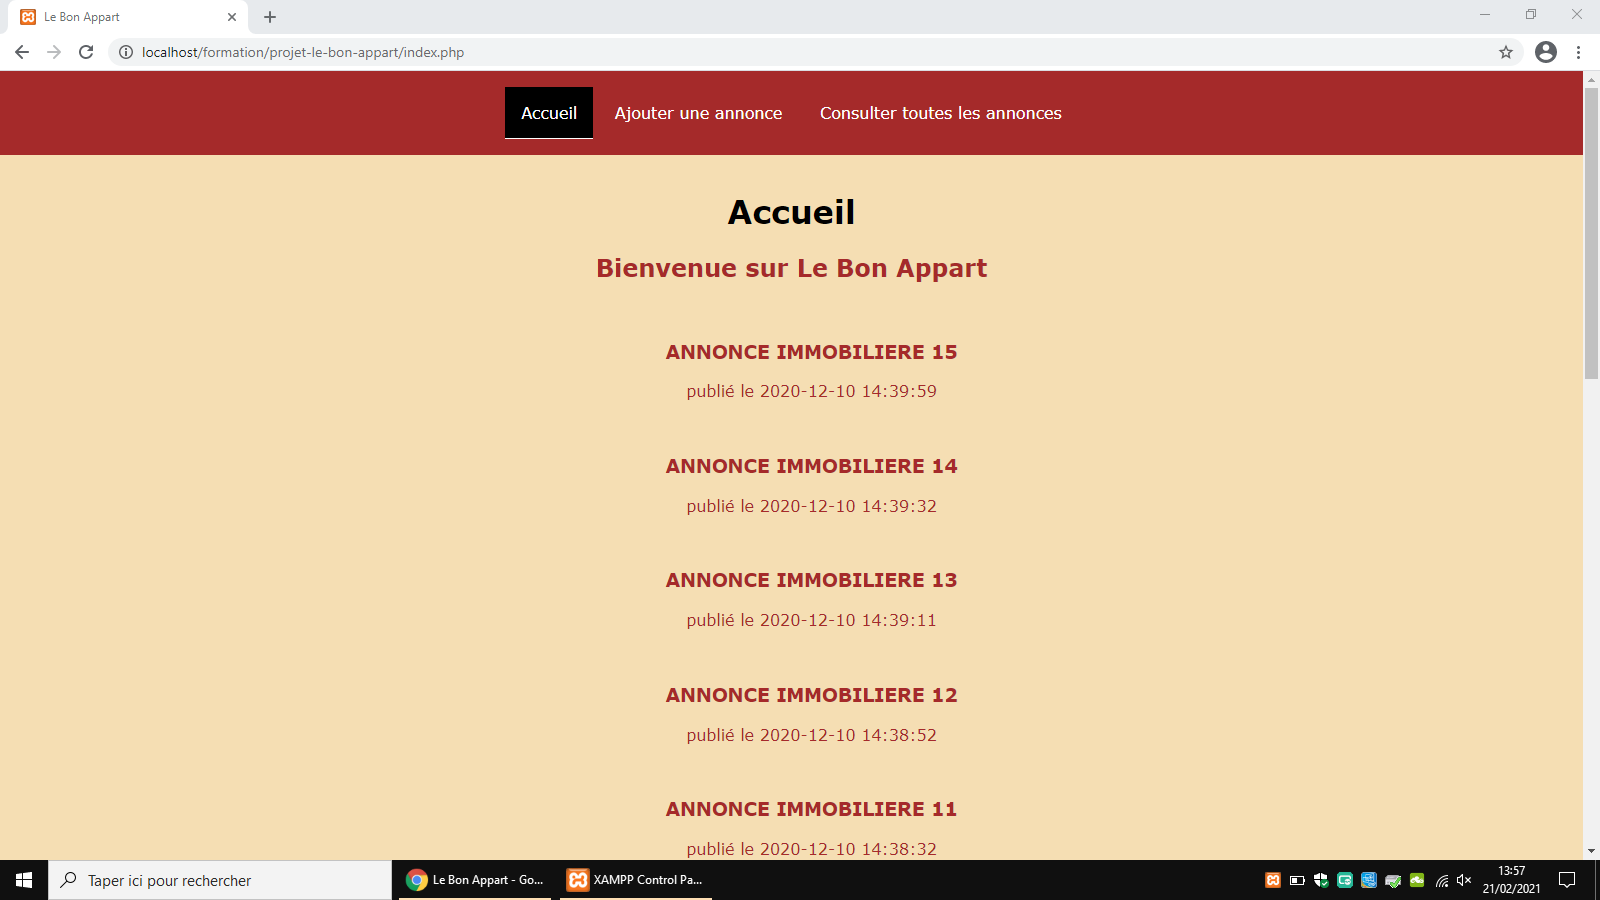 Le Bon Appart
localhost/formation/projet-le-bon-appart/index.php
Accueil Ajouter une annonce Consulter toutes les annonces
Accueil
Bienvenue sur Le Bon Appart
ANNONCE IMMOBILIERE 15
publié le 2020-12-10 14:39:59
ANNONCE IMMOBILIERE 14
publié le 2020-12-10 14:39:32
ANNONCE IMMOBILIERE 13
publié le 2020-12-10 14:39:11
ANNONCE IMMOBILIERE 12
publié le 2020-12-10 14:38:52
ANNONCE IMMOBILIERE 11
publié le 2020-12-10 14:38:32
Taper ici pour rechercher Le Bon Appart - Go... XAMPP Control Pa... 13:57
21/02/2021